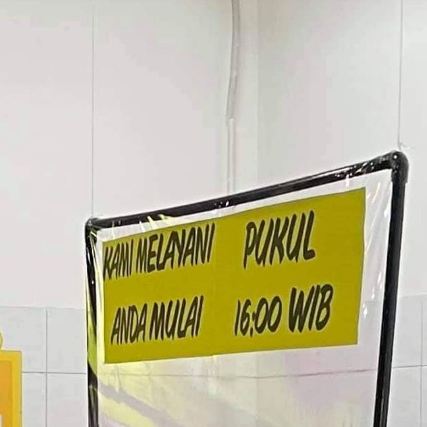 KAMI MELAYANI PUKUL
ANDA MULAI 16:00 WIB